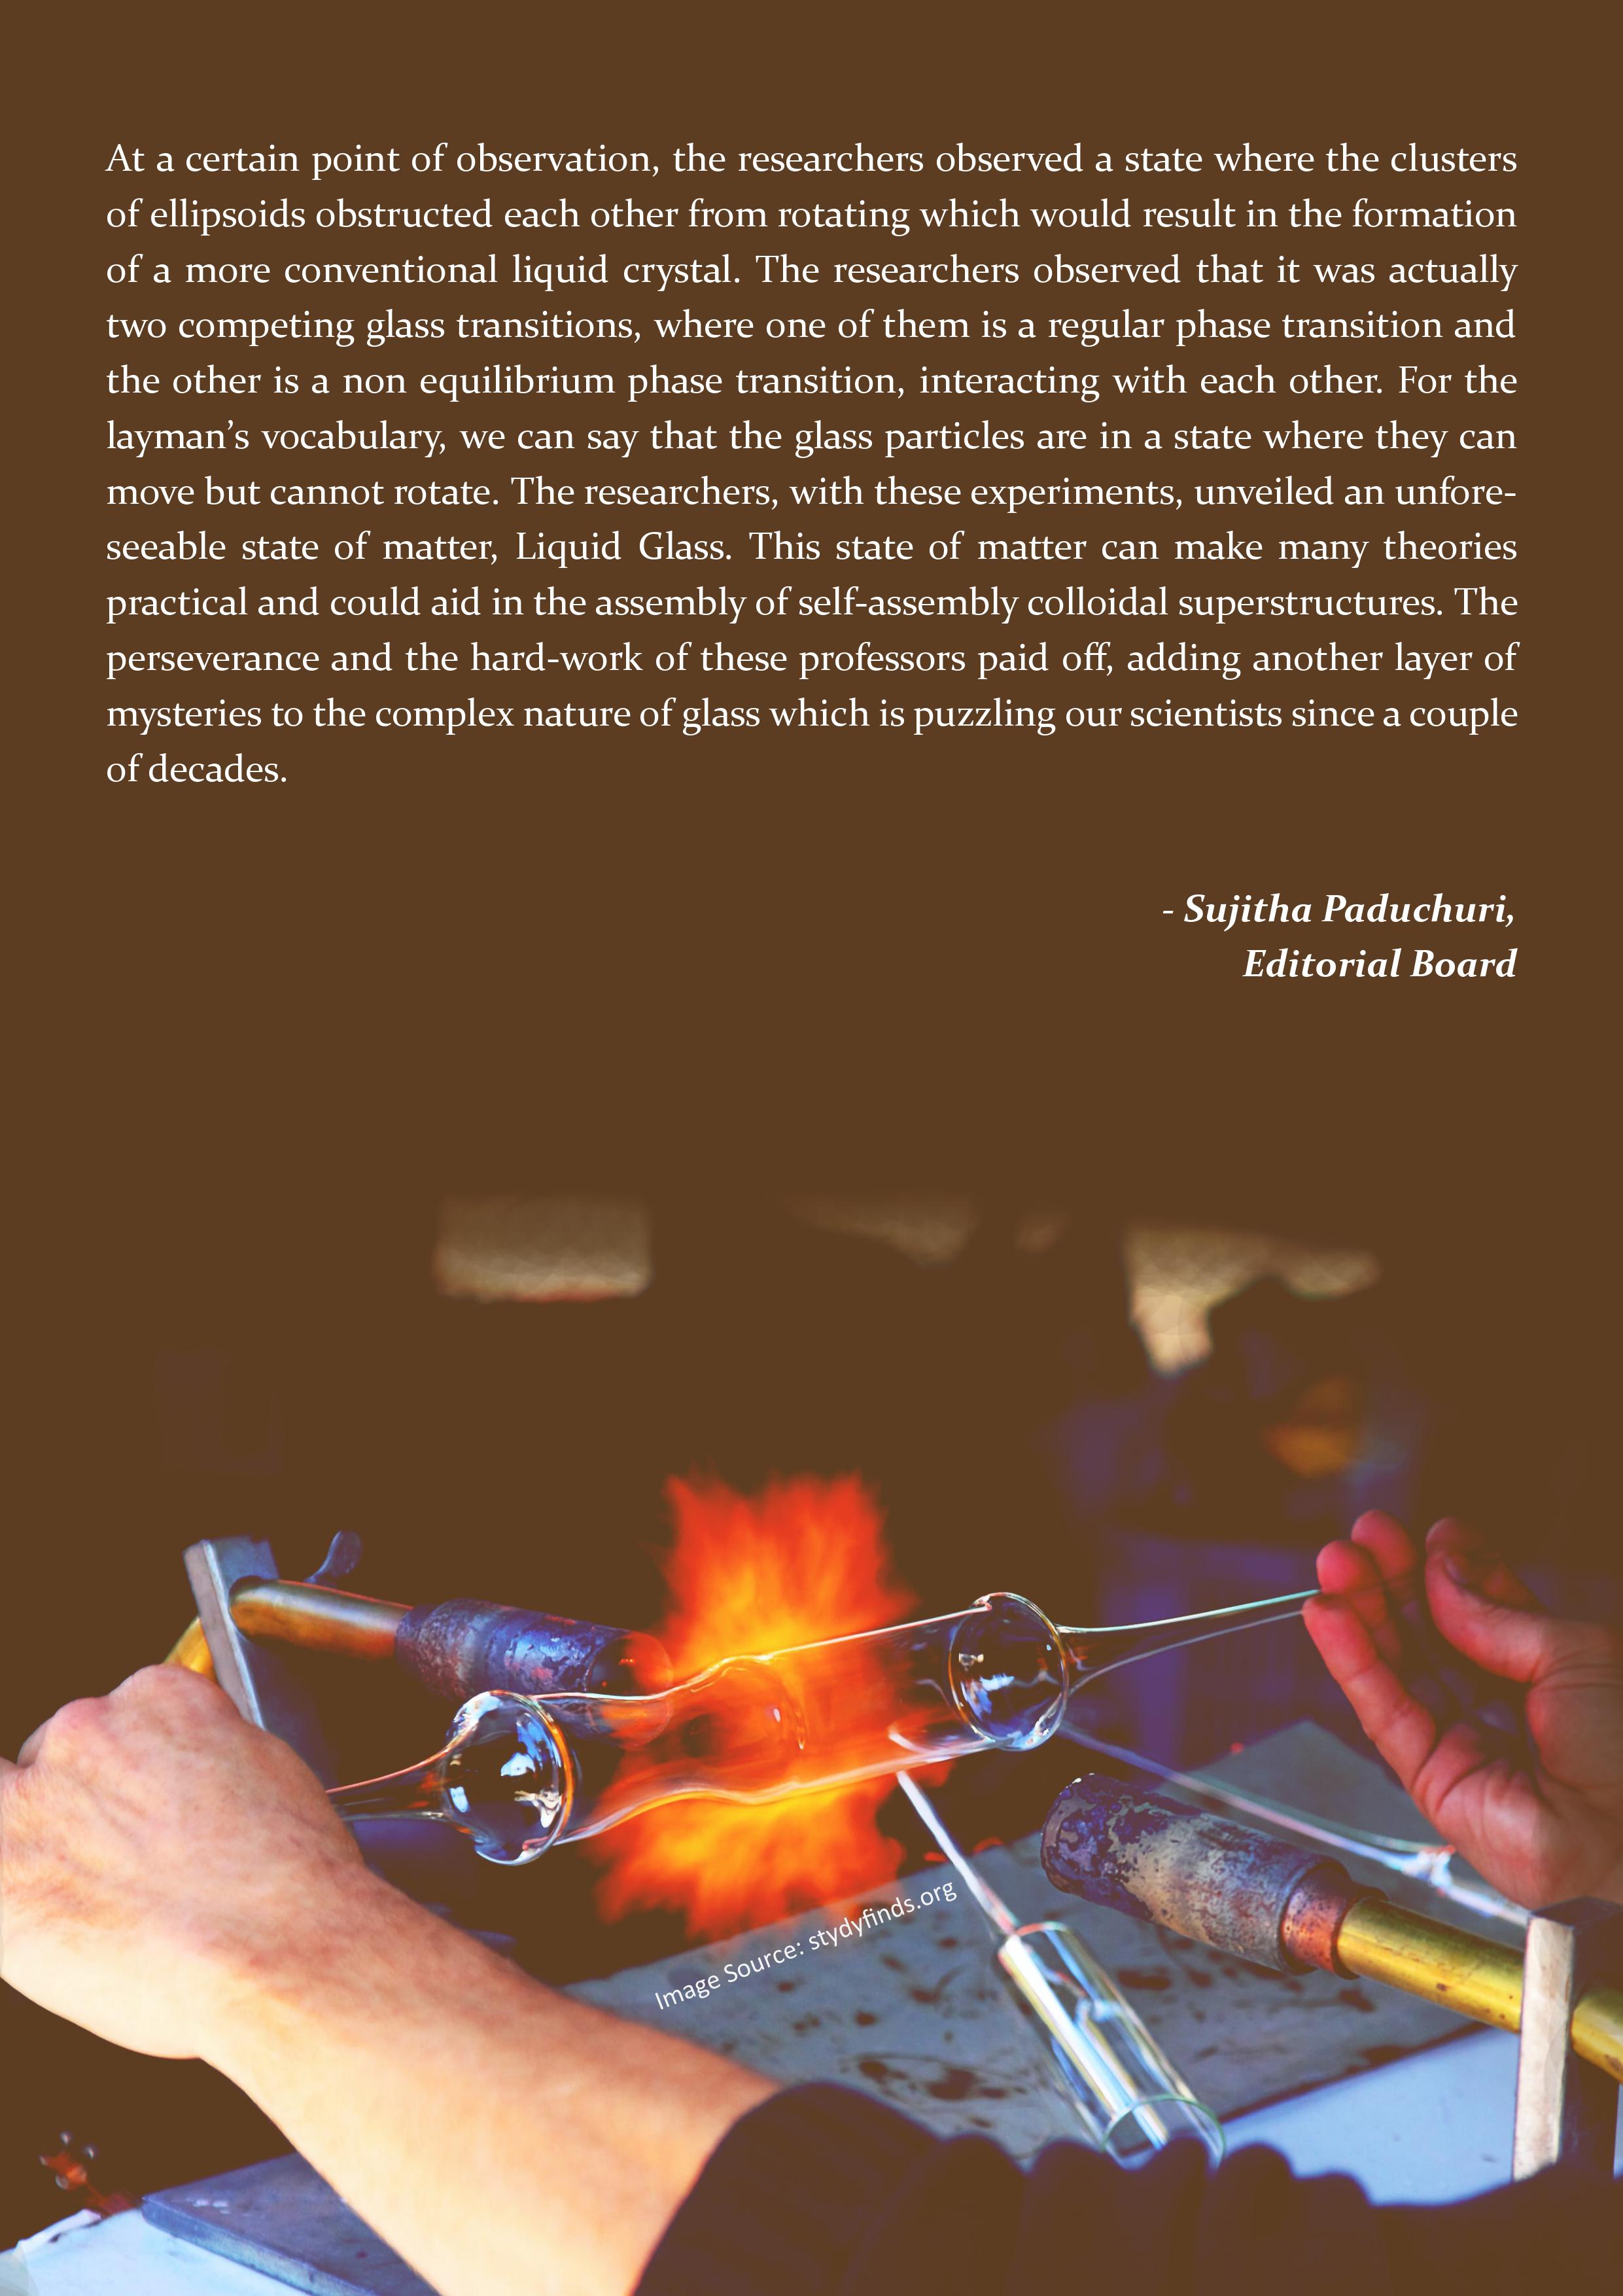 At a certain point of observation, the researchers observed a state where the clusters
of ellipsoids obstructed each other from rotating which would result in the formation
of a more conventional liquid crystal. The researchers observed that it was actually
two competing glass transitions, where one of them is a regular phase transition and
the other is a non equilibrium phase transition, interacting with each other. For the
layman’s vocabulary, we can say that the glass particles are in a state where they can
move but cannot rotate. The researchers, with these experiments, unveiled an unfore-
seeable state of matter, Liquid Glass. This state of matter can make many theories
practical and could aid in the assembly of self-assembly colloidal superstructures. The
perseverance and the hard-work of these professors paid off, adding another layer of
mysteries to the complex nature of glass which is puzzling our scientists since a couple
of decades.
- Sujitha Paduchuri,
Editorial Board
Image Source: stydyfinds.org